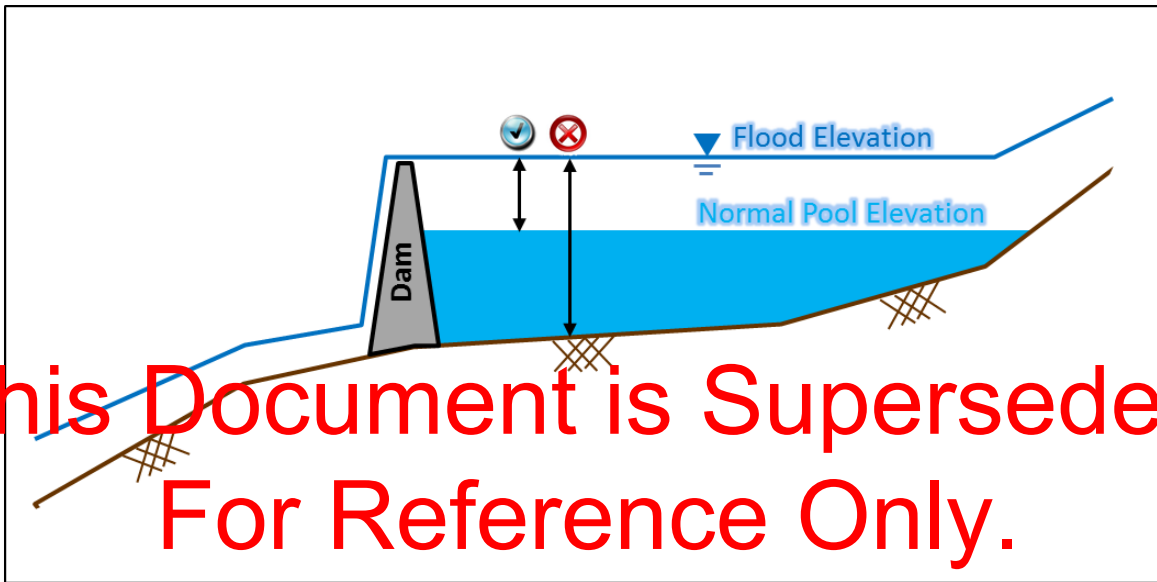 Flood Elevation
Normal Pool Elevation
Dam
his Document is Supersede
For Reference Only.